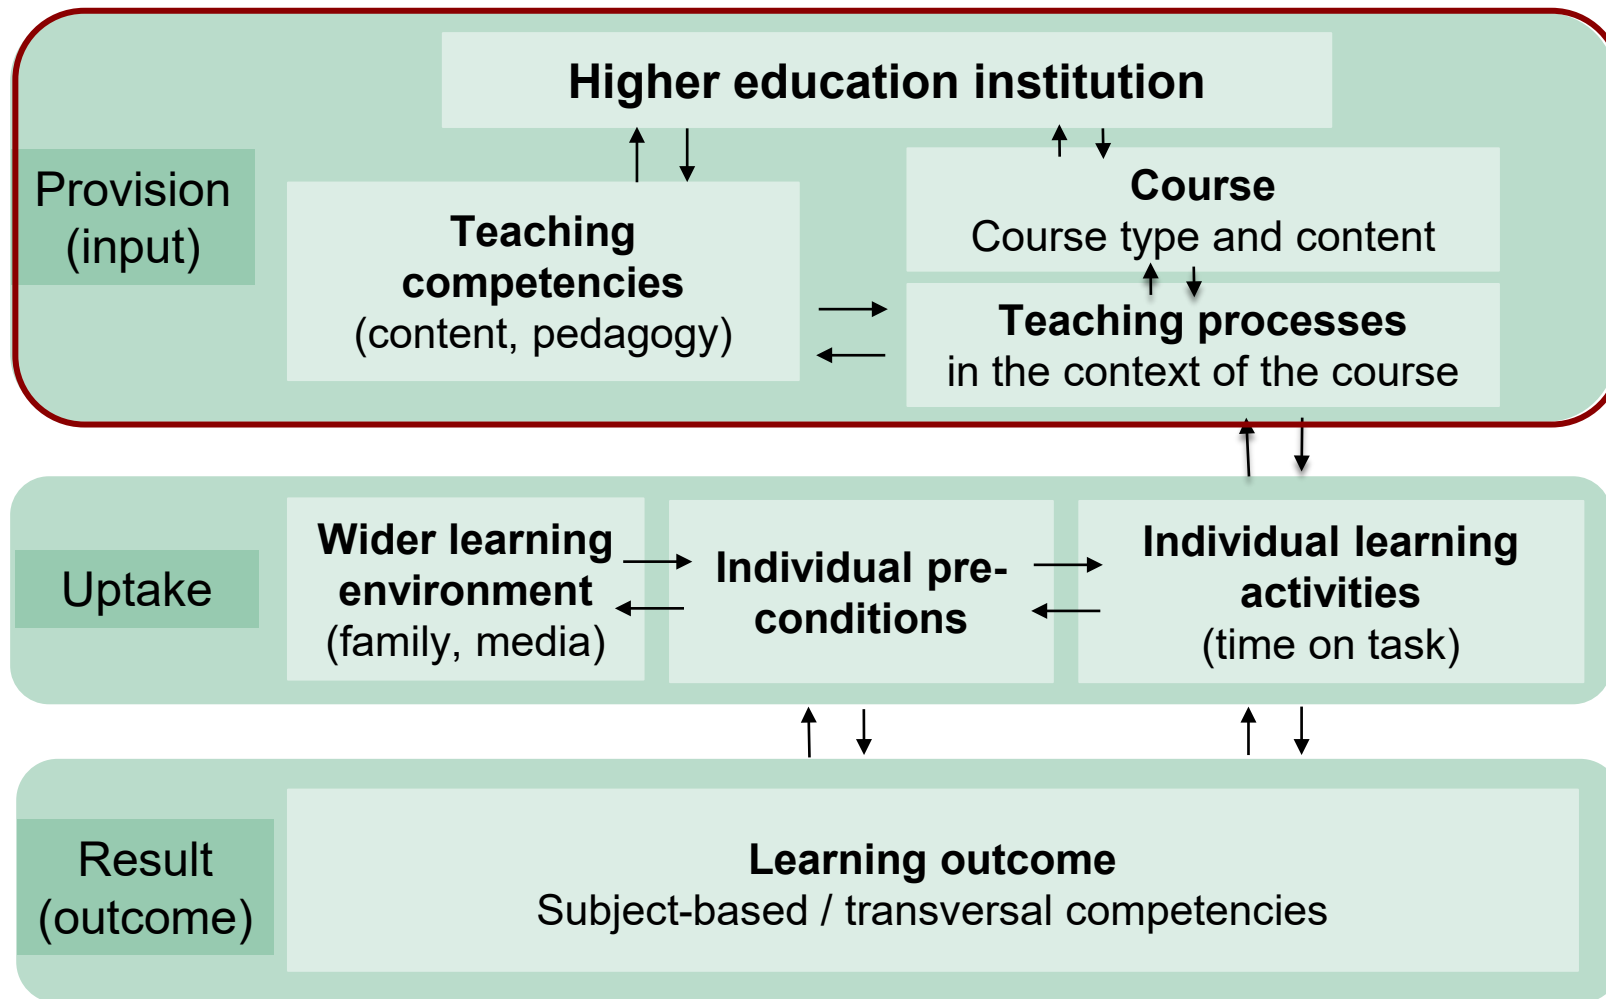 Higher education institution
Provision
(input)
Teaching
competencies
(content, pedagogy)
Course
Course type and content
Teaching processes
in the context of the course
Uptake
Wider learning
environment
(family, media)
Individual pre-
conditions
Individual learning
activities
(time on task)
Result
(outcome)
Learning outcome
Subject-based / transversal competencies